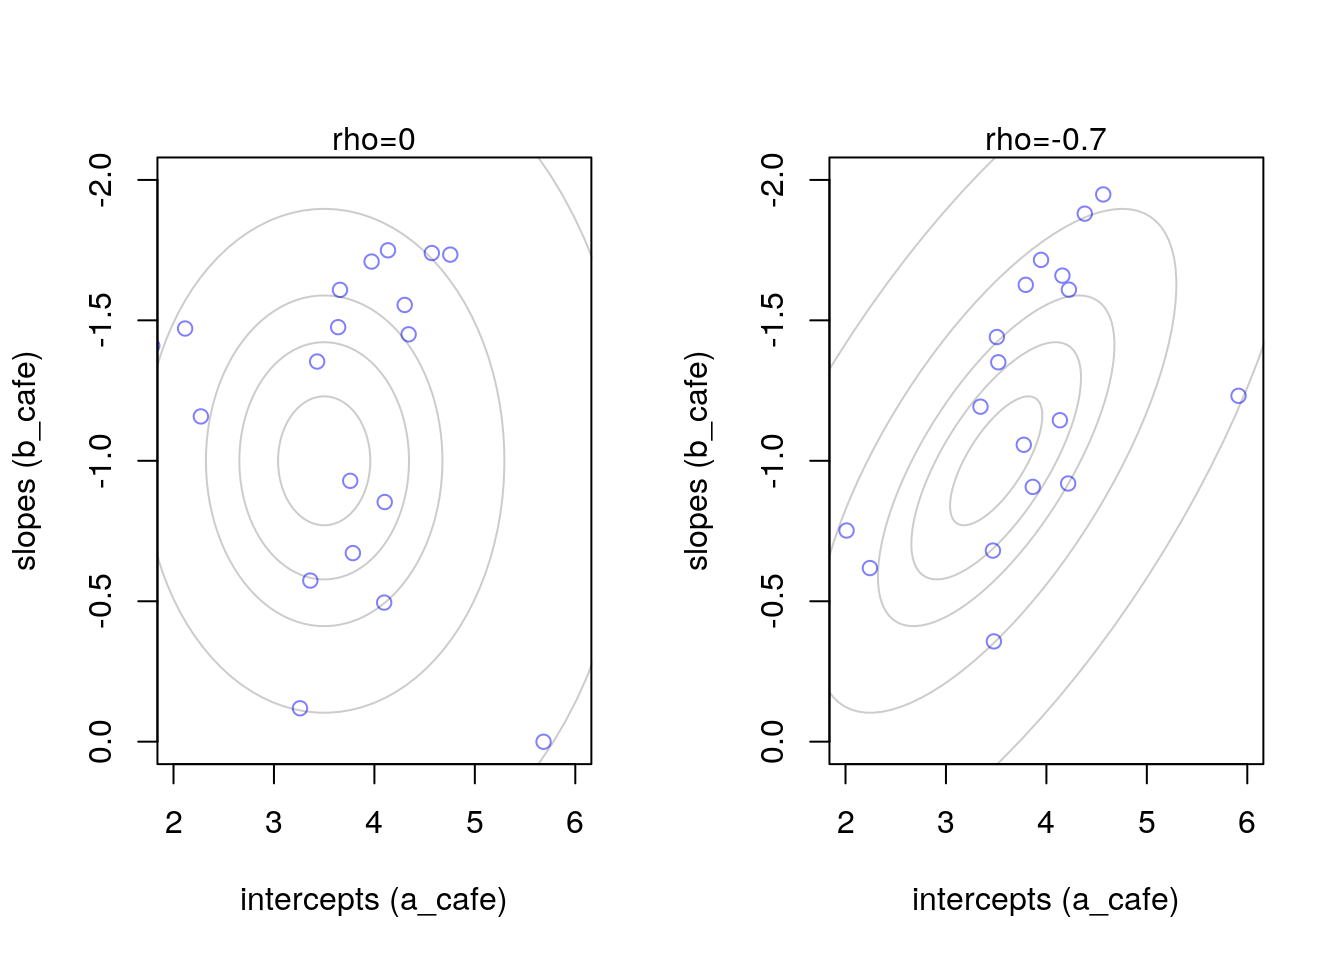 rho=0
slopes (b_cafe)
-2.0
-1.5
-1.0
-0.5
0.0
2 3 4 5 6
intercepts (a_cafe)
rho=-0.7
slopes (b_cafe)
-2.0
-1.5
-1.0
-0.5
0.0
2 3 4 5 6
intercepts (a_cafe)